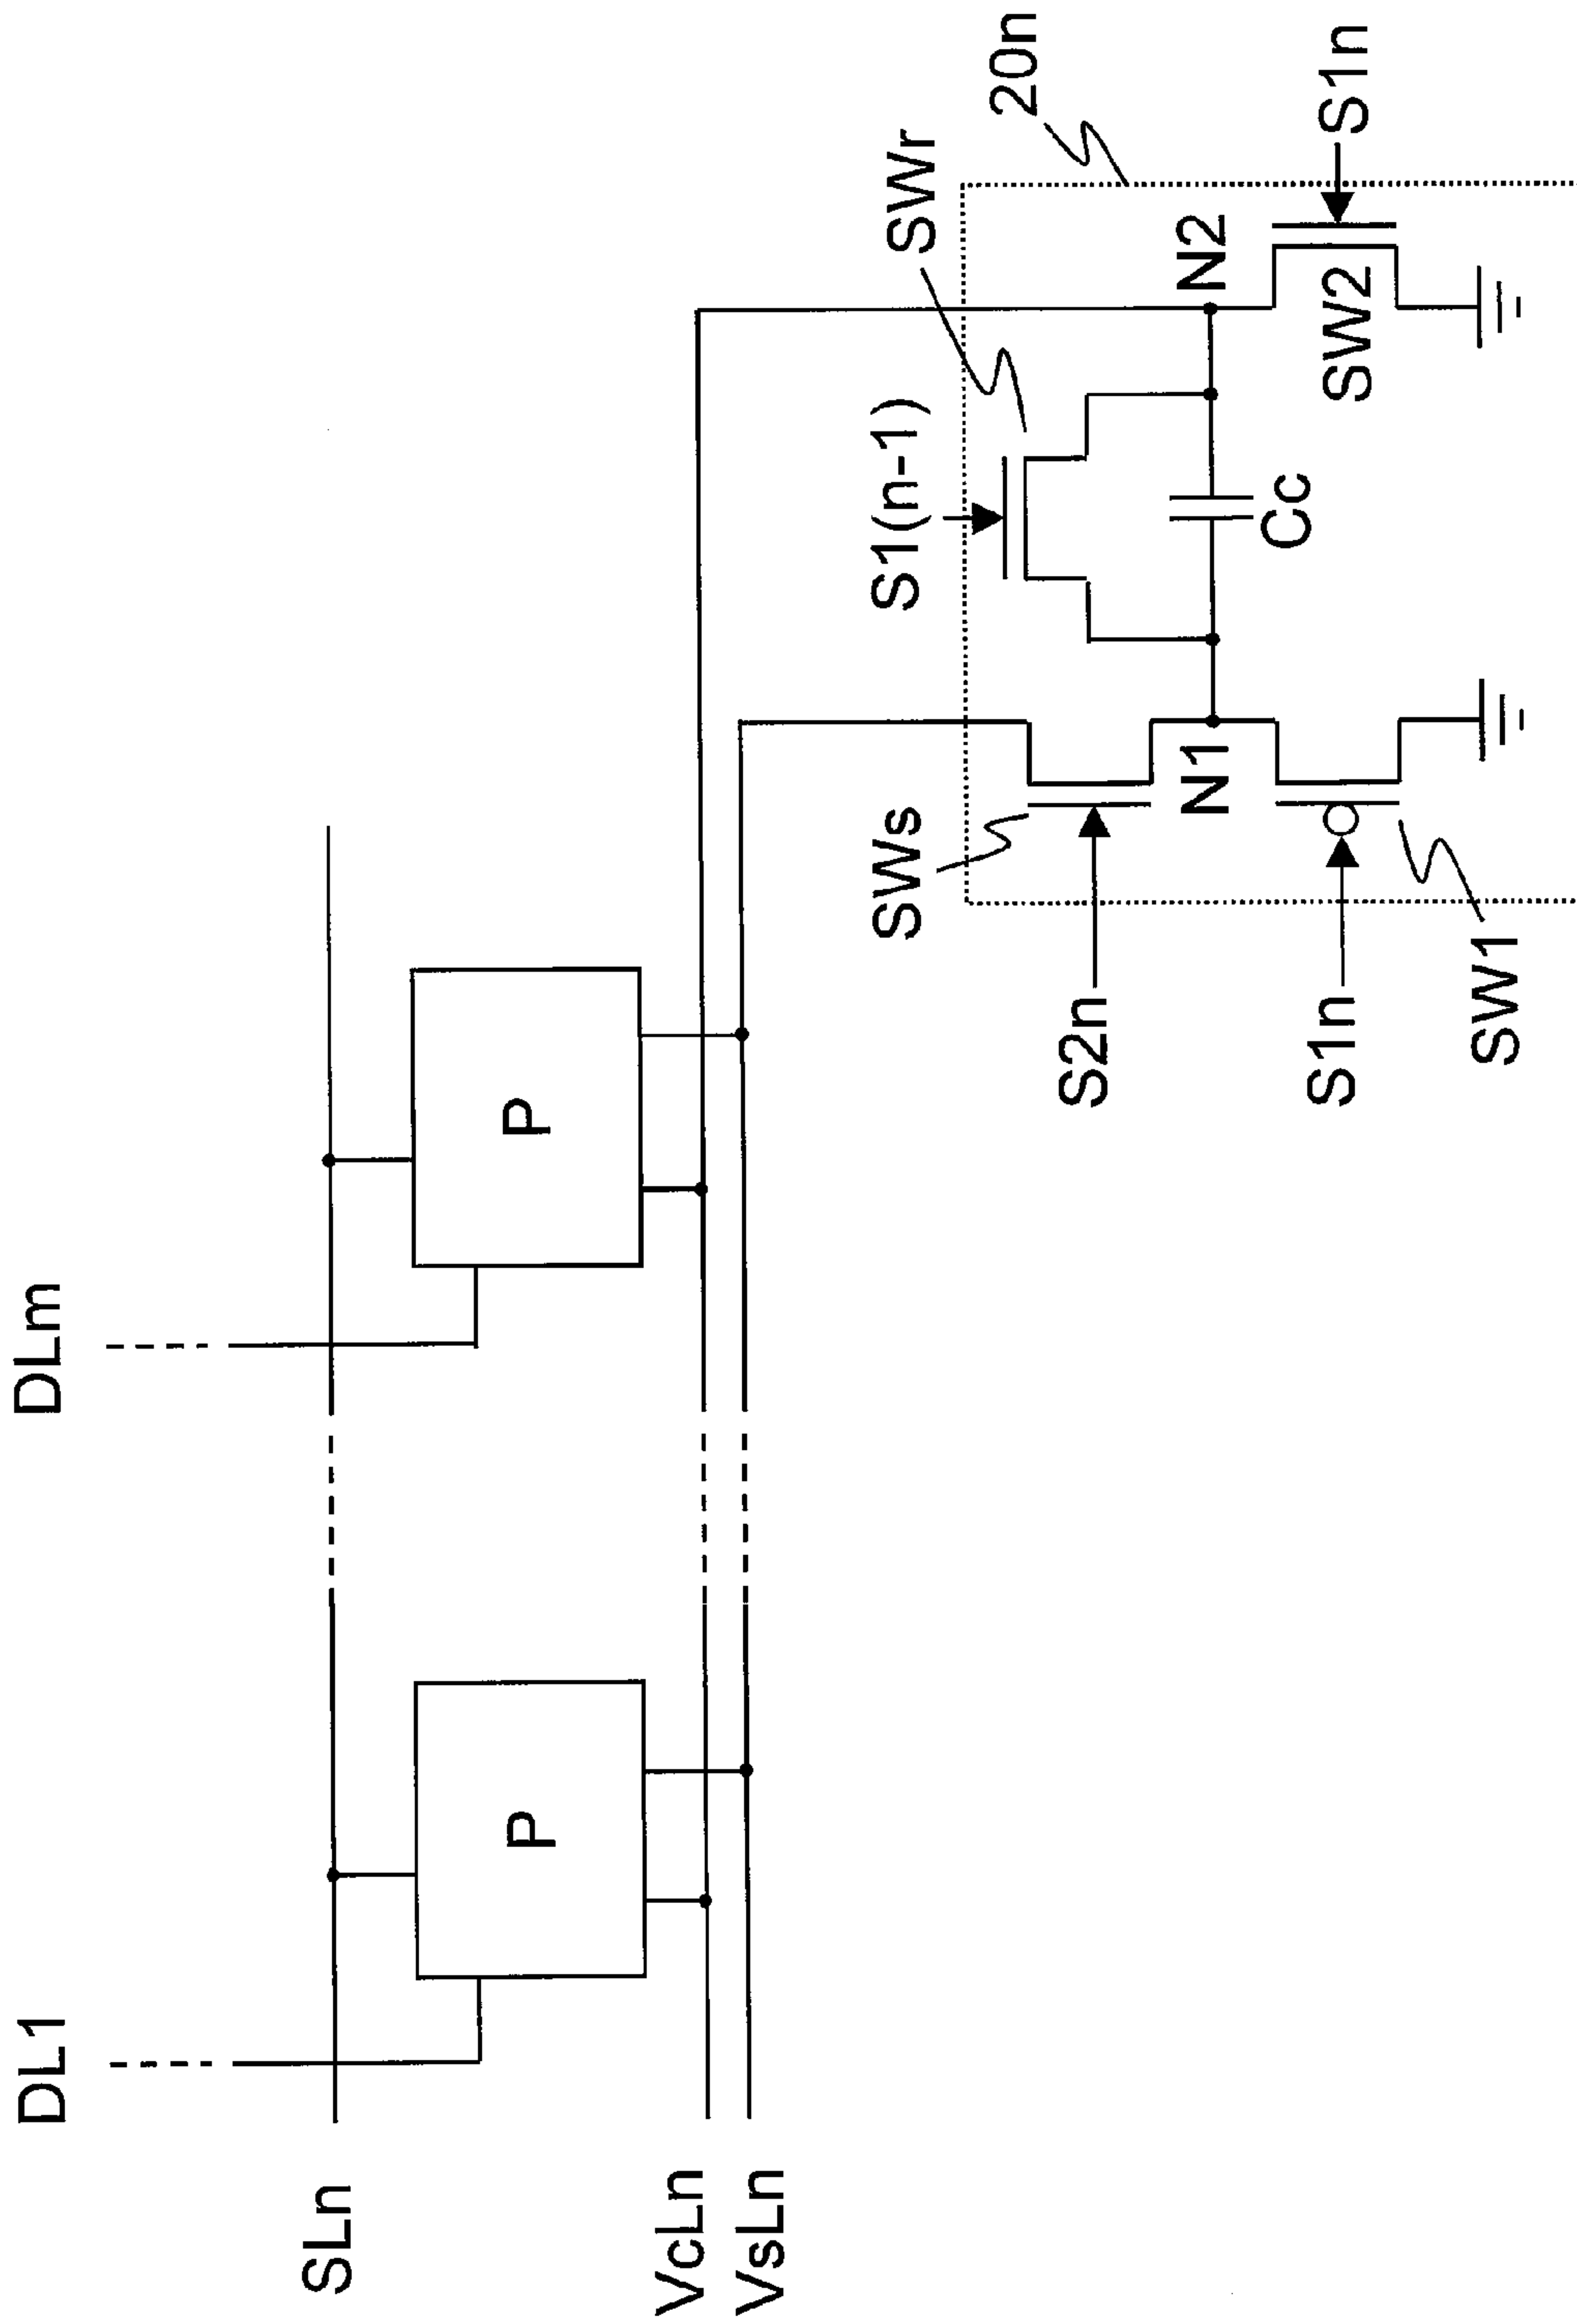 DL1
DLm
SLn
P
P
VcLn
VsLn
SWs
S1(n-1)
SWr
20n
S2n
N1
Cc
N2
S1n
S1n
SW1
SW2